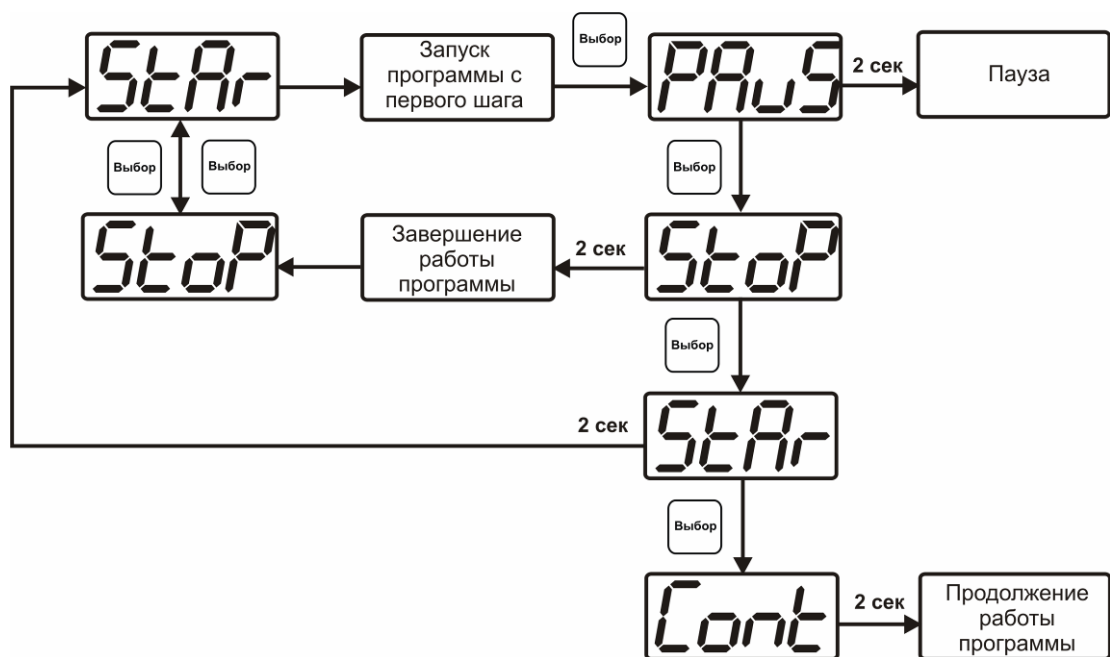 StAr
Запуск
программы с
первого шага
Выбор
PAuS
2 сек
Пауза
Выбор
Выбор
Выбор
StoP
Завершение
работы
программы
2 сек
StoP
Выбор
2 сек
StAr
Выбор
Cont
2 сек
Продолжение
работы
программы